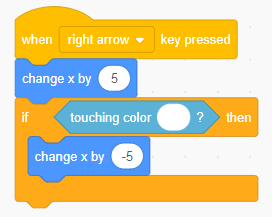 when right arrow key pressed
change x by 5
if touching color ? then
change x by -5